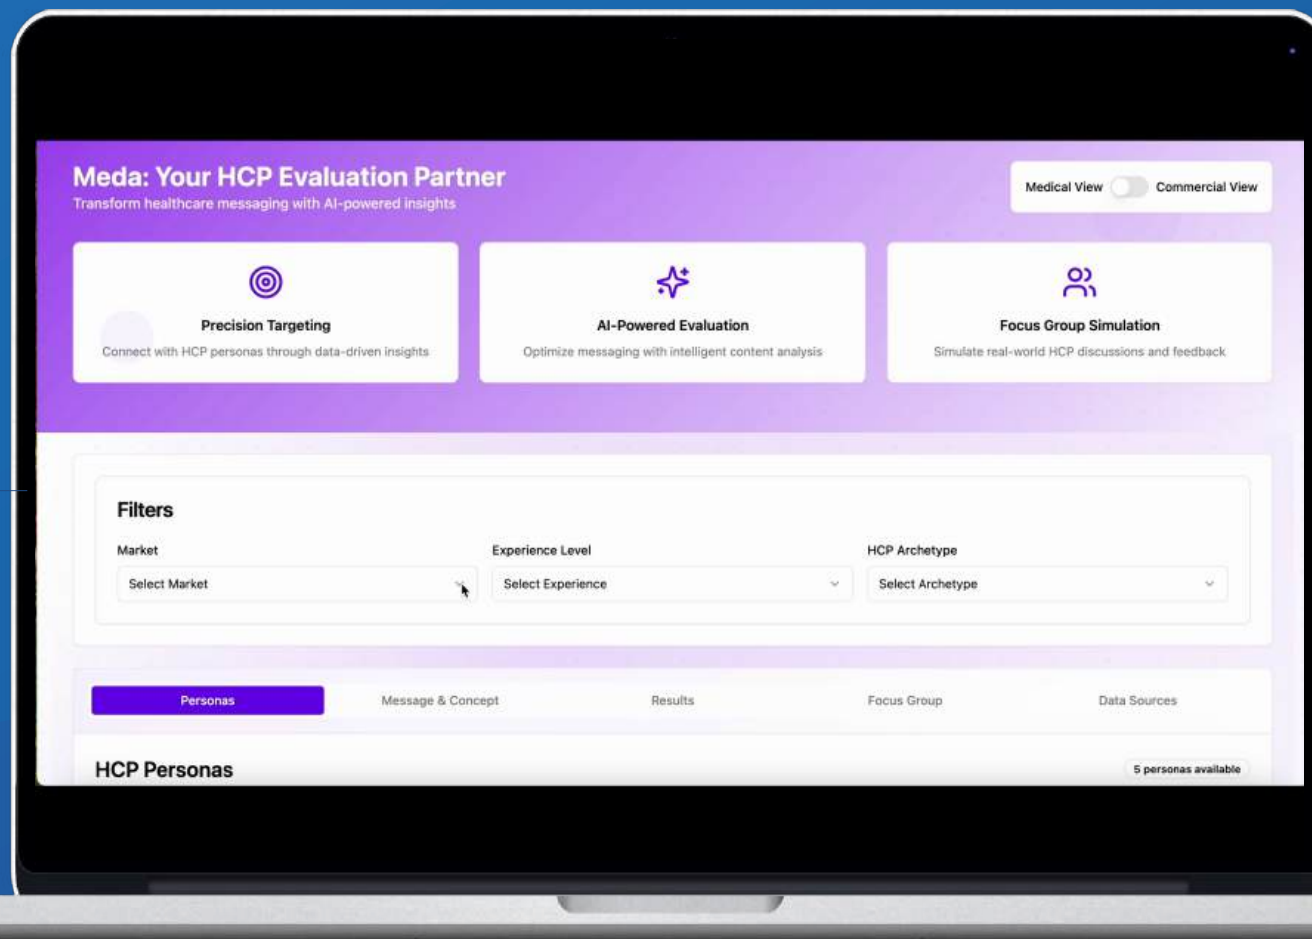 Meda: Your HCP Evaluation Partner
Transform healthcare messaging with AI-powered insights
Medical View
Commercial View
Precision Targeting
Connect with HCP personas through data-driven insights
AI-Powered Evaluation
Optimize messaging with intelligent content analysis
Focus Group Simulation
Simulate real-world HCP discussions and feedback
Filters
Market
Select Market
Experience Level
Select Experience
HCP Archetype
Select Archetype
Personas
Message & Concept
Results
Focus Group
Data Sources
HCP Personas
5 personas available